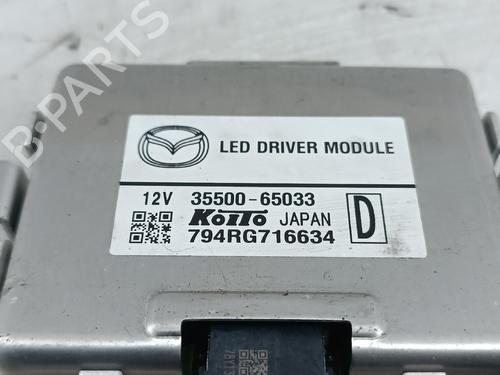 B-PARTS
LED DRIVER MODULE
12V 35500-65033
KOITO JAPAN D
794RG716634